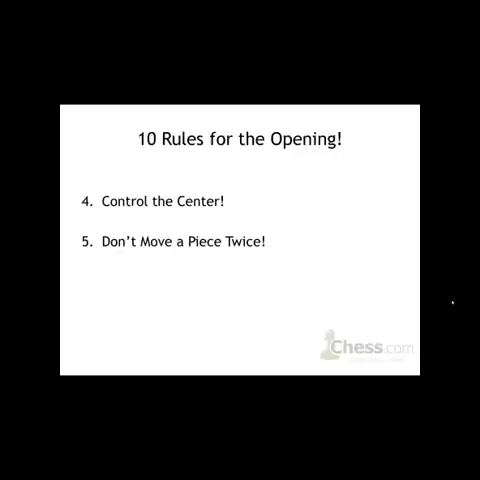 10 Rules for the Opening!
4. Control the Center!
5. Don't Move a Piece Twice!
Chess.com